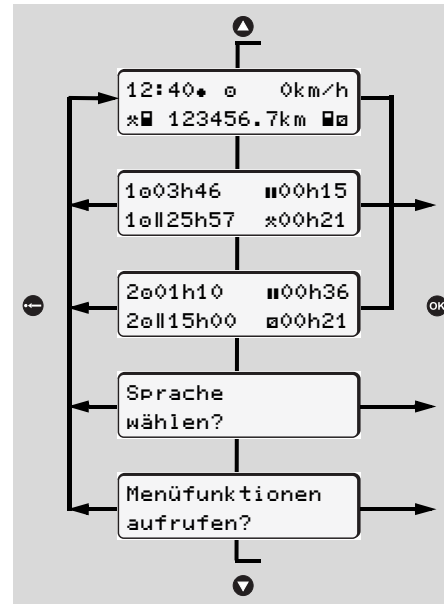 12:40● ⊙ 0km/h
⚒▮ 123456.7km ▮⍁
1⊙03h46 ▮▮00h15
1⊙‖25h57 ⚒00h21
2⊙01h10 ▮▮00h36
2⊙‖15h00 ⍁00h21
OK
Sprache
wählen?
Menüfunktionen
aufrufen?